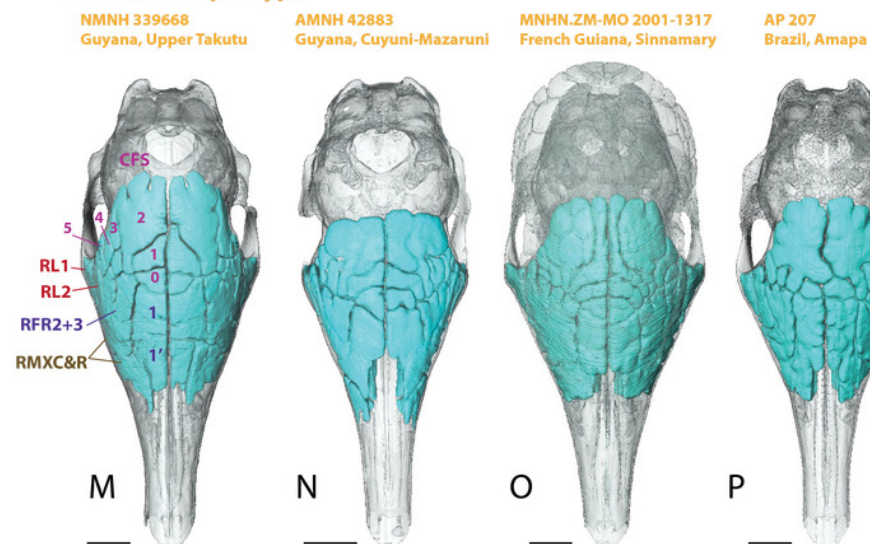 NMNH 339668
Guyana, Upper Takutu
AMNH 42883
Guyana, Cuyuni-Mazaruni
MNHN.ZM-MO 2001-1317
French Guiana, Sinnamary
AP 207
Brazil, Amapa
CFS
2
4
3
5
1
0
RL1
RL2
RFR2+3
1
RMXC&R
1′
M
N
O
P